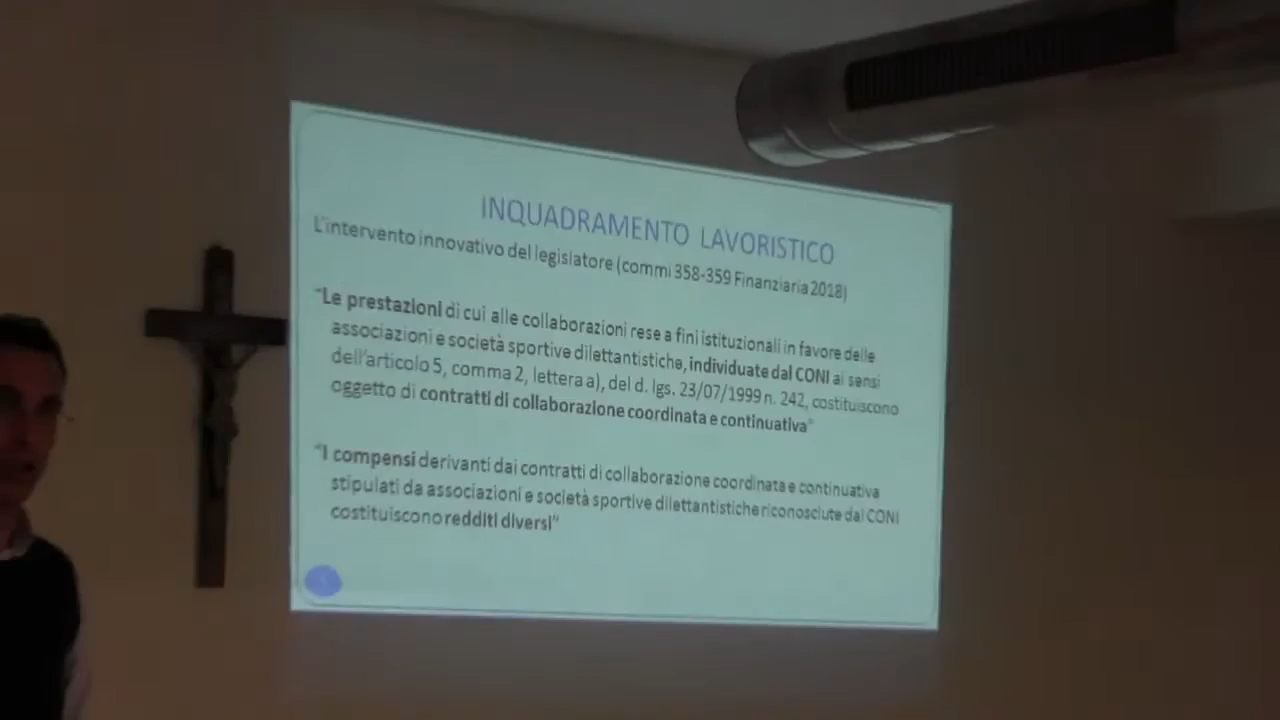 INQUADRAMENTO LAVORISTICO
L'intervento innovativo del legislatore (commi 358-359 Finanziaria 2018)
"Le prestazioni di cui alle collaborazioni rese a fini istituzionali in favore delle
associazioni e società sportive dilettantistiche, individuate dal CONI ai sensi
dell'articolo 5, comma 2, lettera a), del d. lgs. 23/07/1999 n. 242, costituiscono
oggetto di contratti di collaborazione coordinata e continuativa"
"I compensi derivanti dai contratti di collaborazione coordinata e continuativa
stipulati da associazioni e società sportive dilettantistiche riconosciute dal CONI
costituiscono redditi diversi"